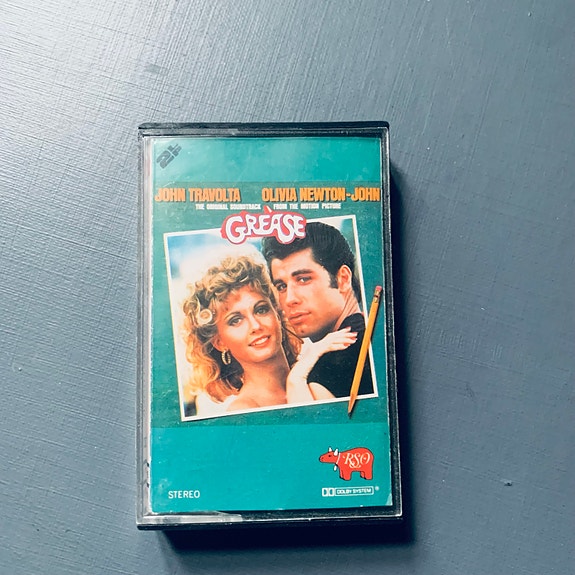 JOHN TRAVOLTA OLIVIA NEWTON-JOHN
THE ORIGINAL SOUNDTRACK FROM THE MOTION PICTURE
GREASE
RSO
STEREO
DOLBY SYSTEM ®